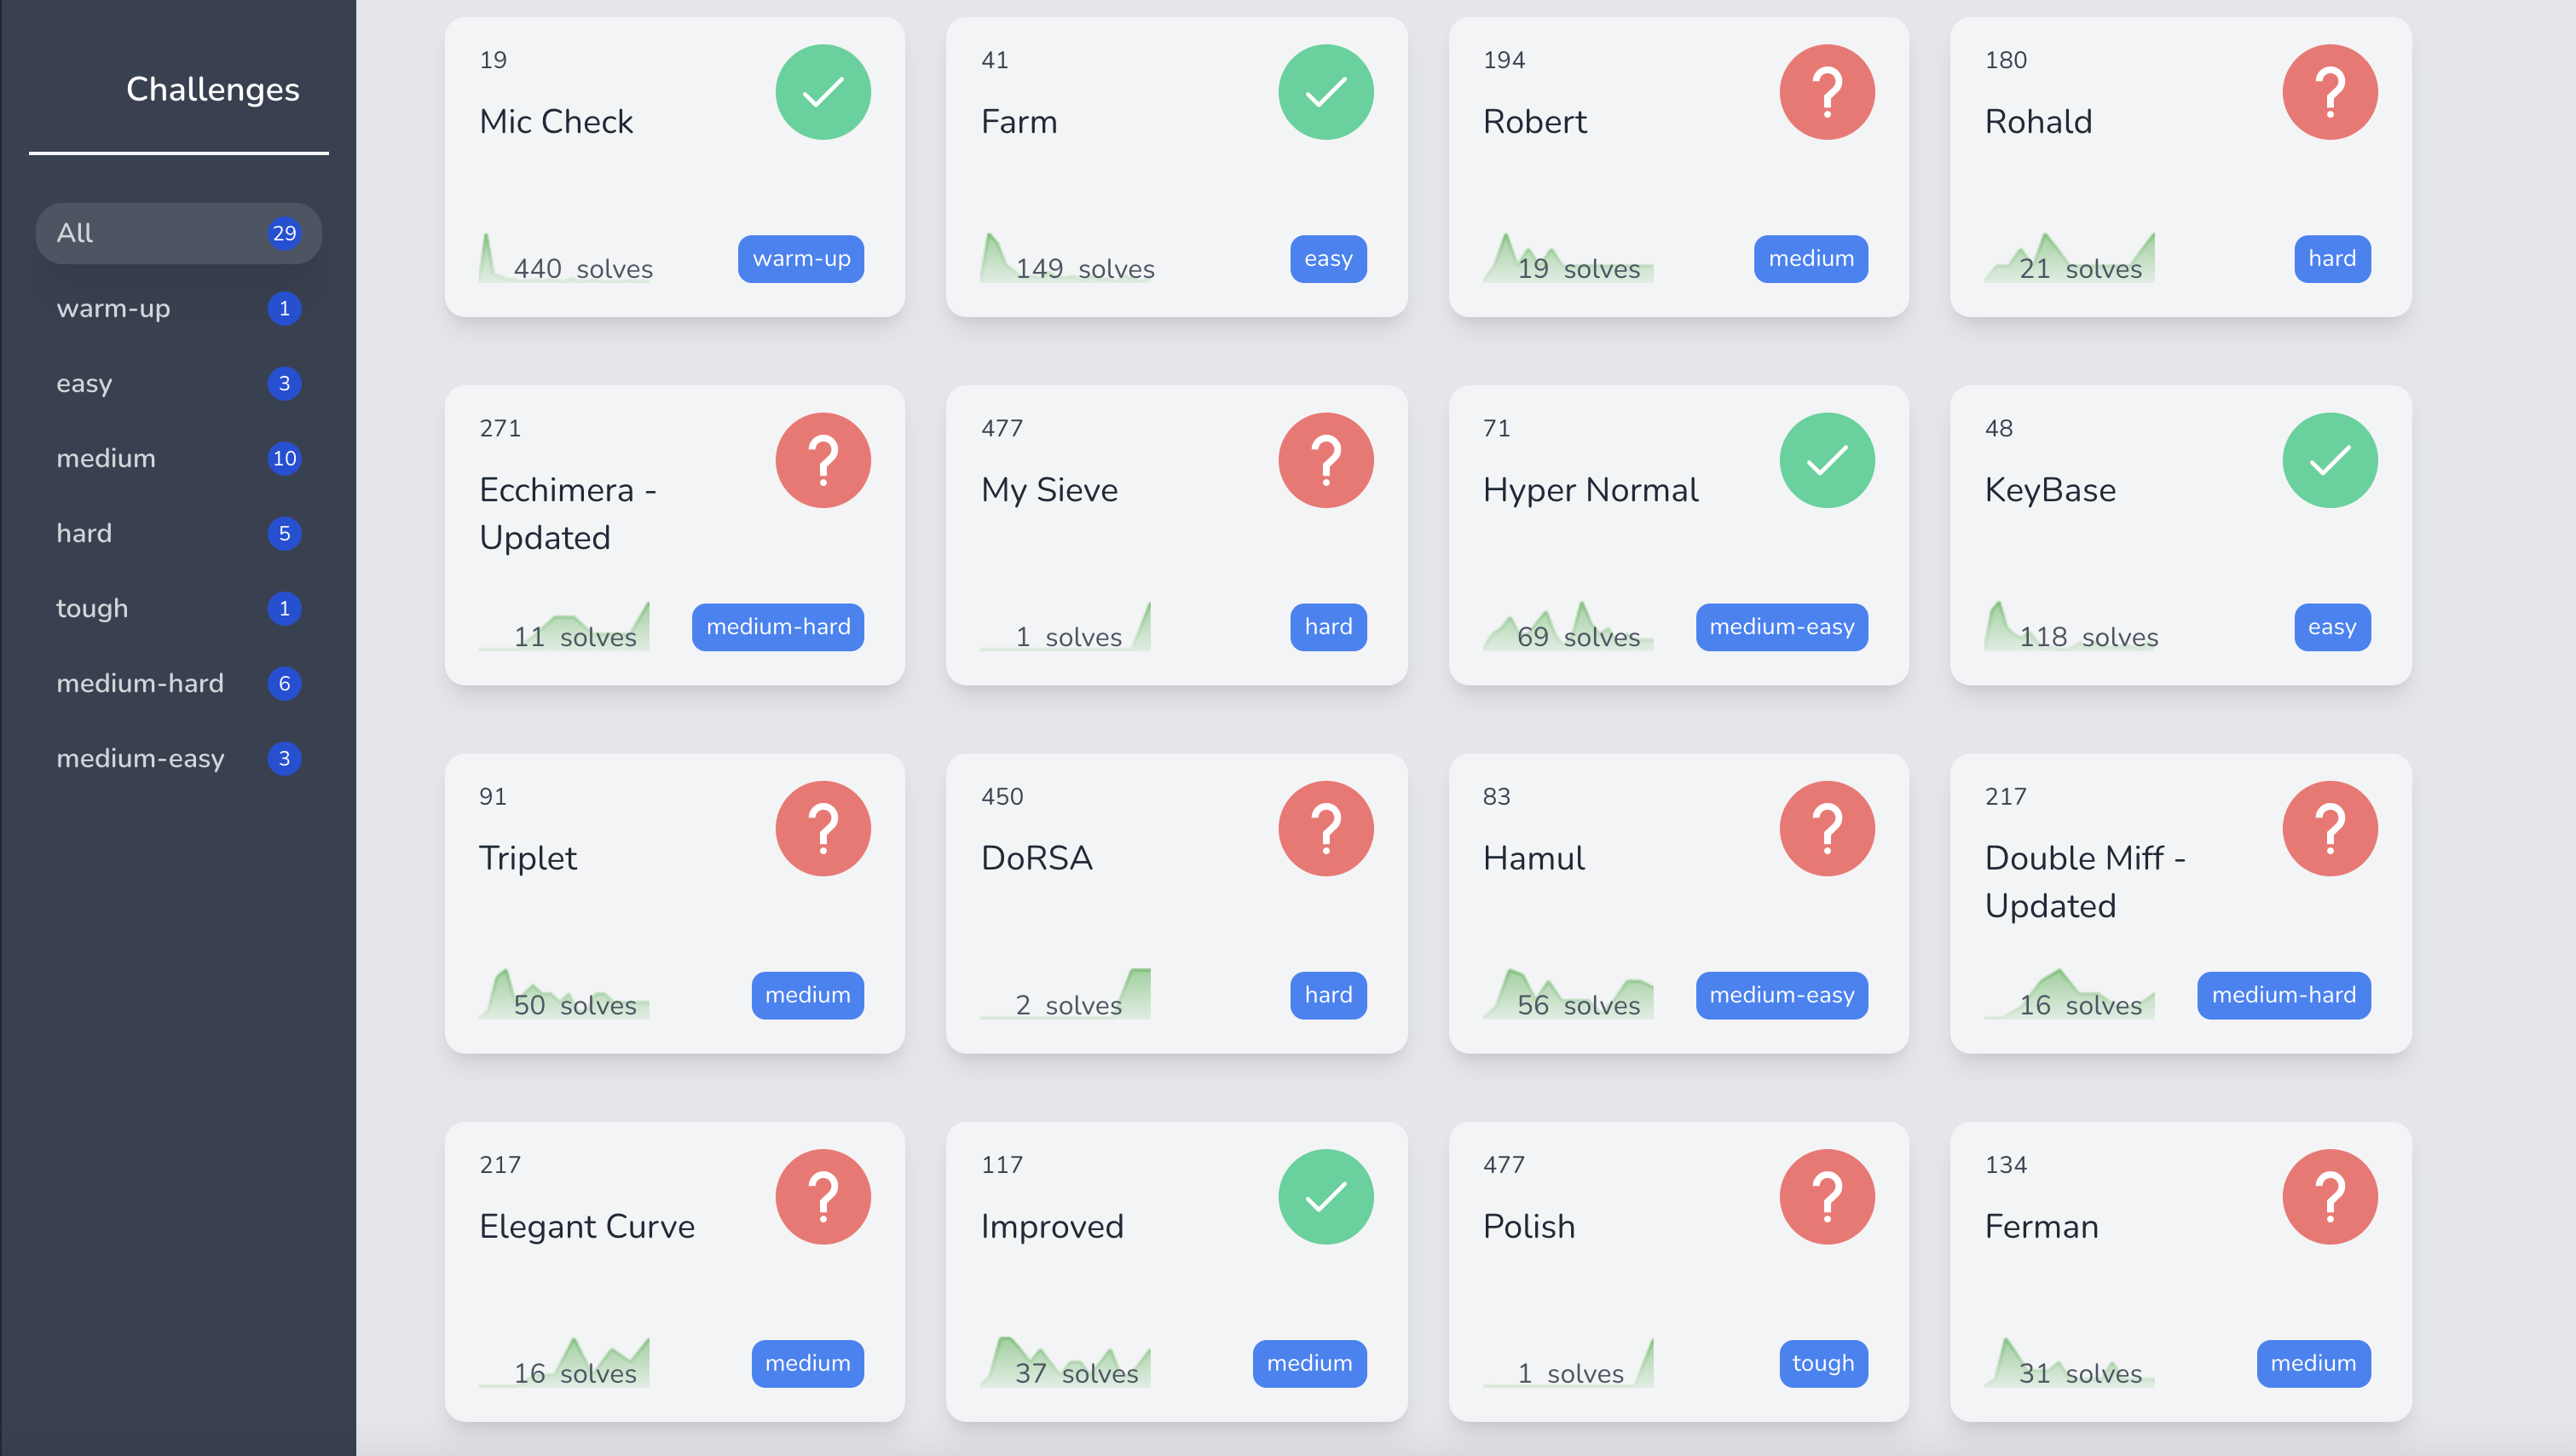 Challenges
All 29
warm-up 1
easy 3
medium 10
hard 5
tough 1
medium-hard 6
medium-easy 3
19
Mic Check
440 solves
warm-up
41
Farm
149 solves
easy
194
Robert
19 solves
medium
180
Rohald
21 solves
hard
271
Ecchimera -
Updated
11 solves
medium-hard
477
My Sieve
1 solves
hard
71
Hyper Normal
69 solves
medium-easy
48
KeyBase
118 solves
easy
91
Triplet
50 solves
medium
450
DoRSA
2 solves
hard
83
Hamul
56 solves
medium-easy
217
Double Miff -
Updated
16 solves
medium-hard
217
Elegant Curve
16 solves
medium
117
Improved
37 solves
medium
477
Polish
1 solves
tough
134
Ferman
31 solves
medium